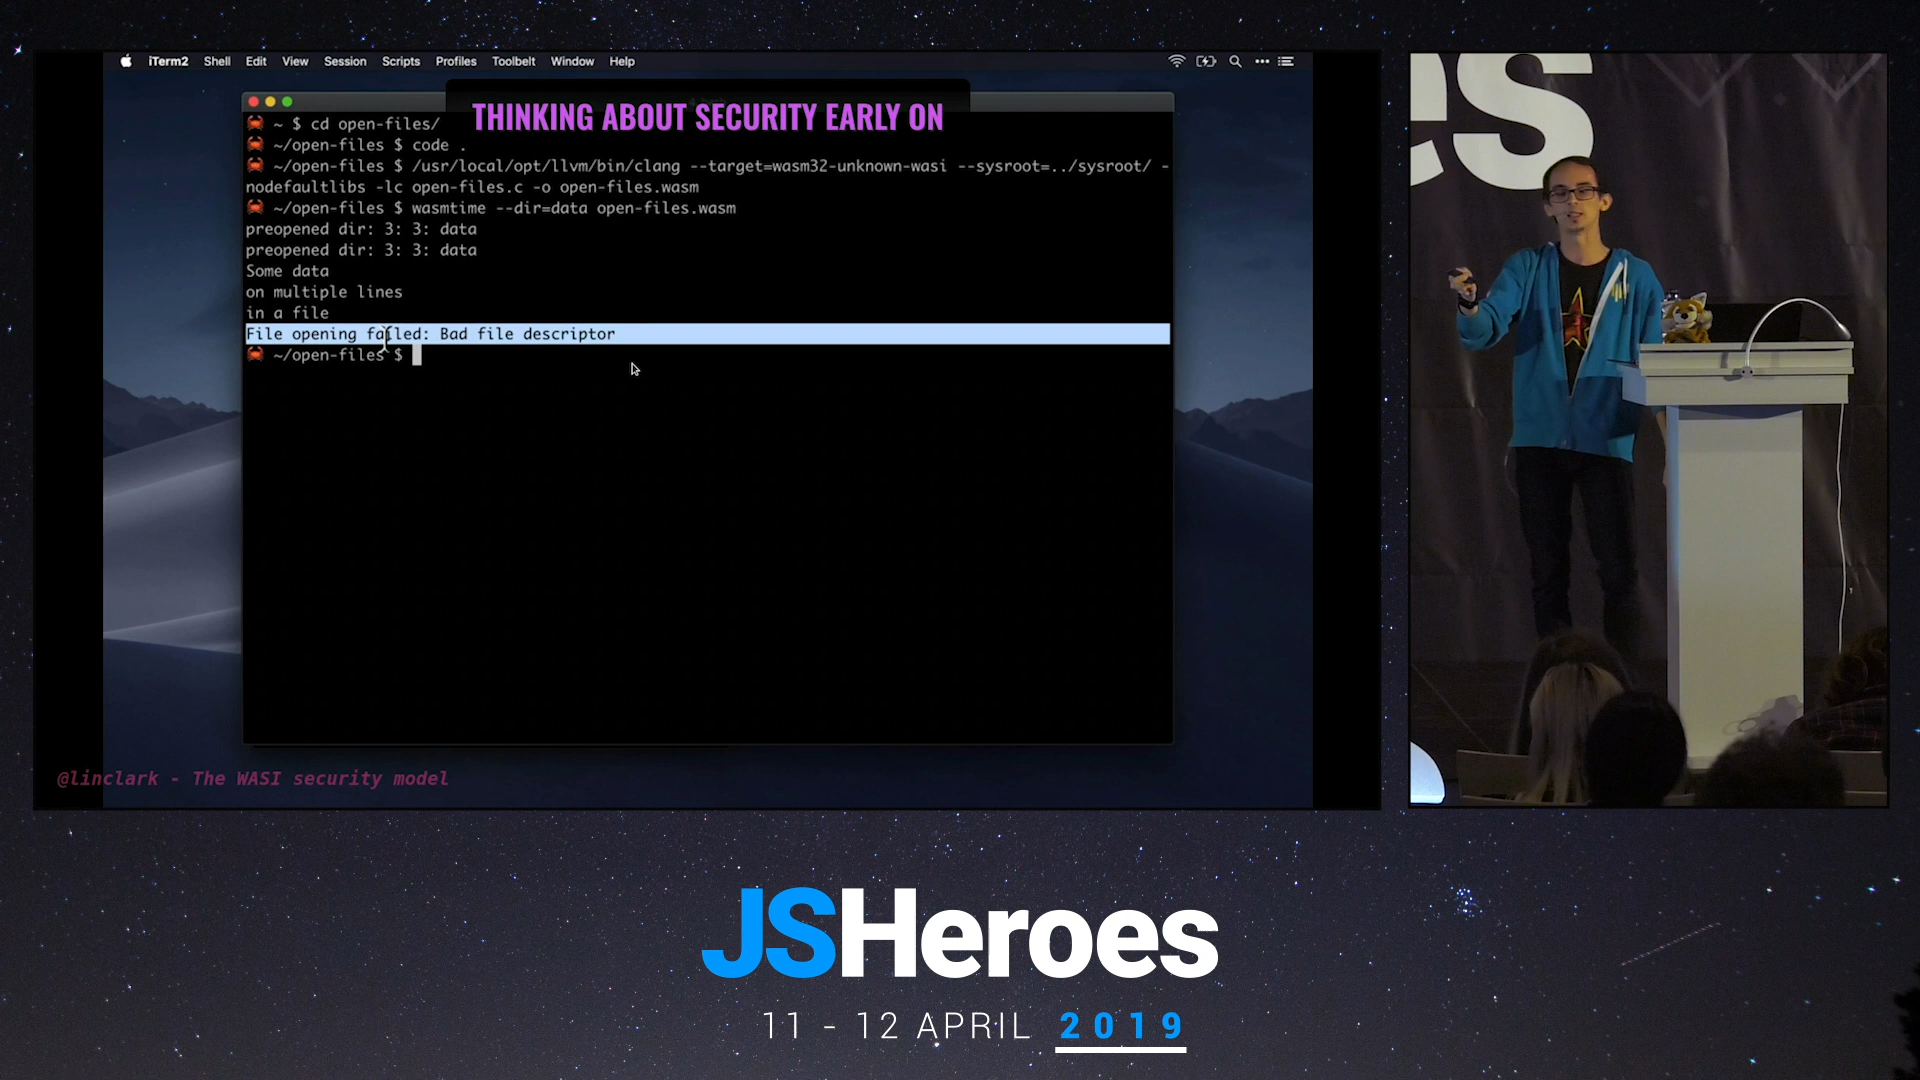 iTerm2 Shell Edit View Session Scripts Profiles Toolbelt Window Help
THINKING ABOUT SECURITY EARLY ON
~ $ cd open-files/
~/open-files $ code .
~/open-files $ /usr/local/opt/llvm/bin/clang --target=wasm32-unknown-wasi --sysroot=../sysroot/ -
nodefaultlibs -lc open-files.c -o open-files.wasm
~/open-files $ wasmtime --dir=data open-files.wasm
preopened dir: 3: 3: data
preopened dir: 3: 3: data
Some data
on multiple lines
in a file
File opening failed: Bad file descriptor
~/open-files $
@linclark - The WASI security model
es
JSHeroes
11 - 12 APRIL 2019